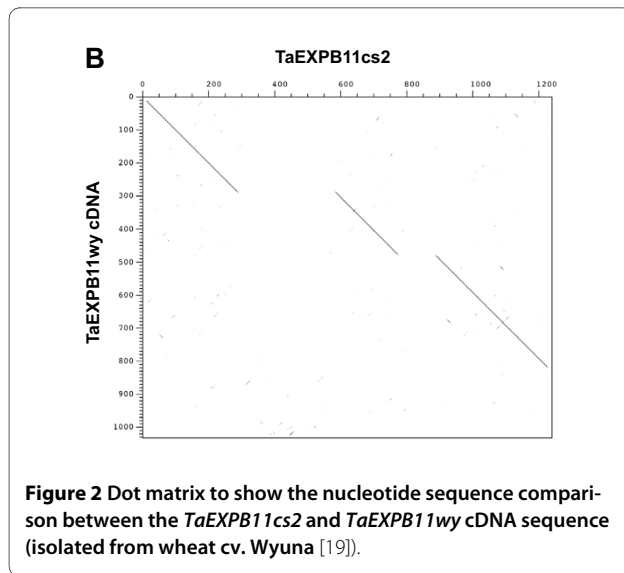 B
TaEXPB11cs2
0 200 400 600 800 1000 1200
TaEXPB11wy cDNA
0
100
200
300
400
500
600
700
800
900
1000
Figure 2 Dot matrix to show the nucleotide sequence compari-
son between the TaEXPB11cs2 and TaEXPB11wy cDNA sequence
(isolated from wheat cv. Wyuna [19]).